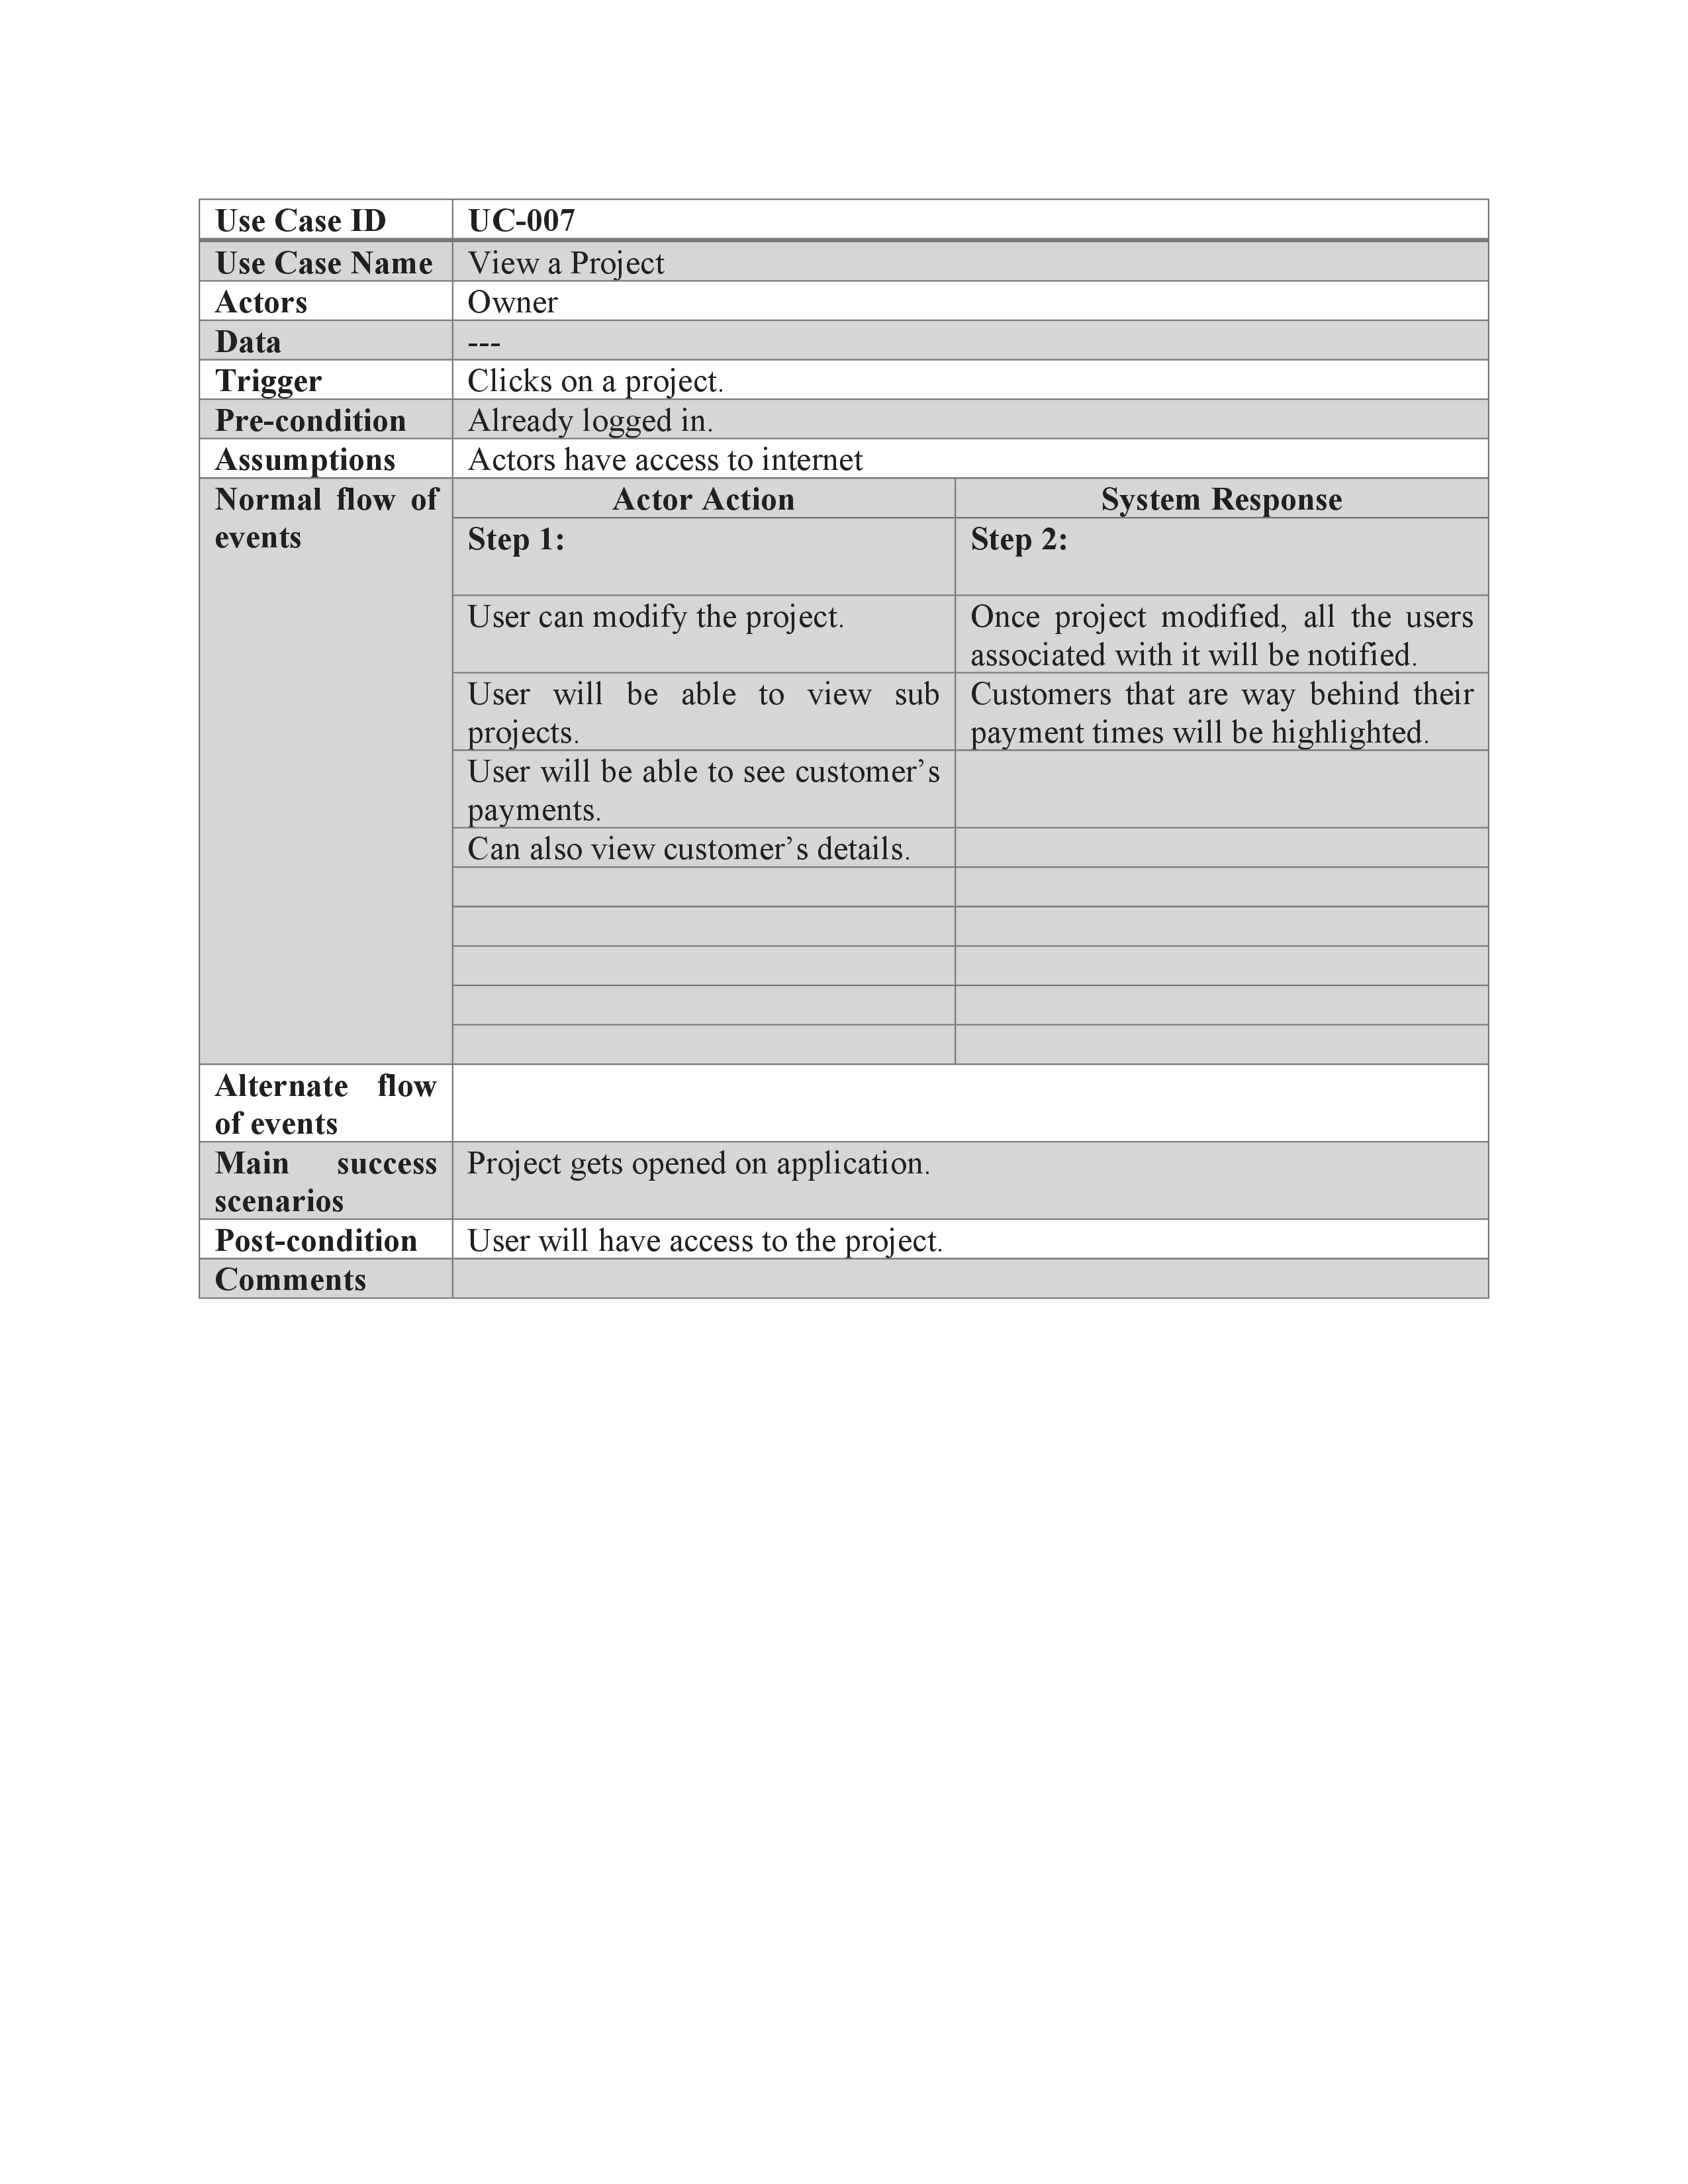 Use Case ID UC-007
Use Case Name View a Project
Actors Owner
Data ---
Trigger Clicks on a project.
Pre-condition Already logged in.
Assumptions Actors have access to internet
Normal flow of events
Actor Action System Response
Step 1: Step 2:
User can modify the project.
Once project modified, all the users
associated with it will be notified.
User will be able to view sub
projects.
Customers that are way behind their
payment times will be highlighted.
User will be able to see customer’s
payments.
Can also view customer’s details.
Alternate flow
of events
Main success
scenarios
Project gets opened on application.
Post-condition User will have access to the project.
Comments